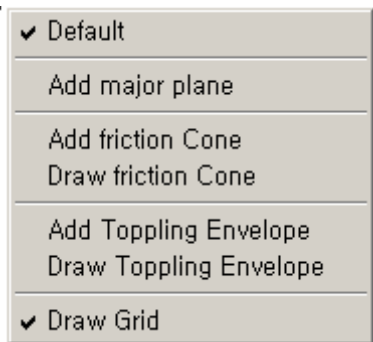 Default
Add major plane
Add friction Cone
Draw friction Cone
Add Toppling Envelope
Draw Toppling Envelope
Draw Grid